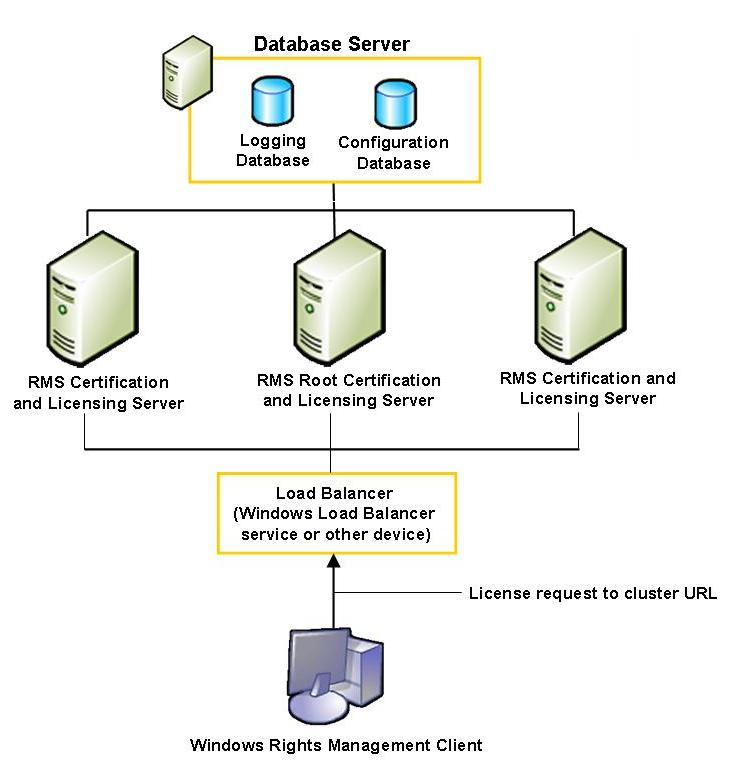 Database Server
Logging
Database
Configuration
Database
RMS Certification
and Licensing Server
RMS Root Certification
and Licensing Server
RMS Certification and
Licensing Server
Load Balancer
(Windows Load Balancer
service or other device)
License request to cluster URL
Windows Rights Management Client